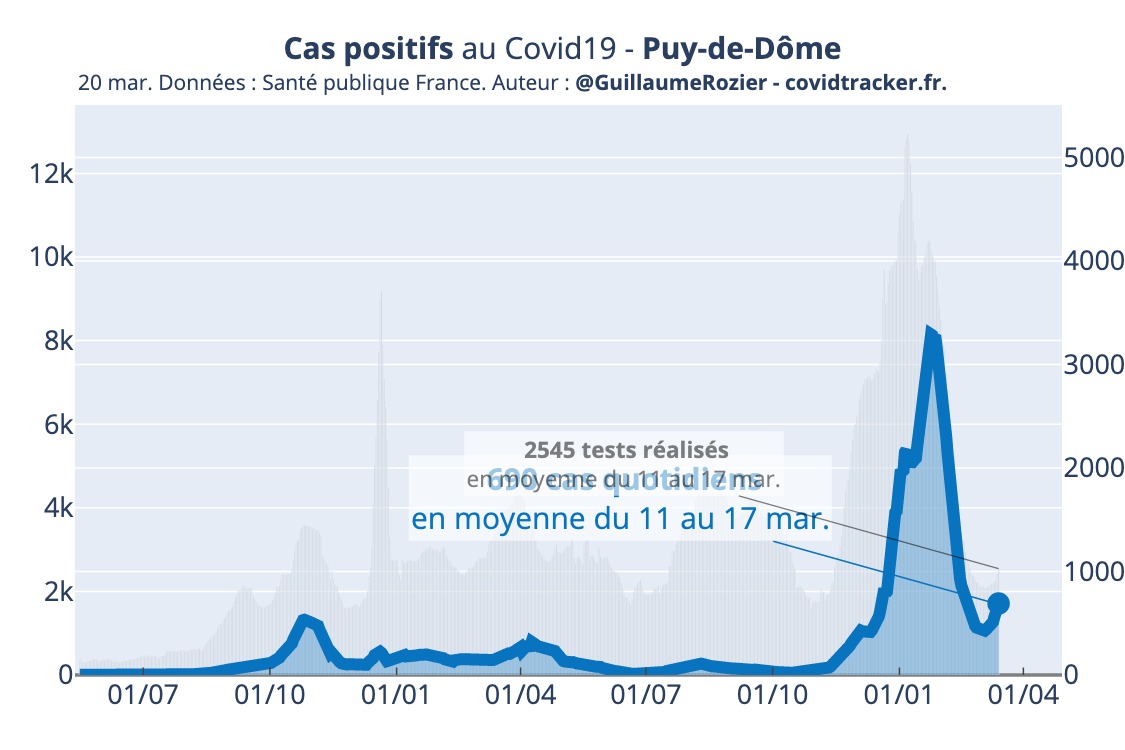 Cas positifs au Covid19 - Puy-de-Dôme
20 mar. Données : Santé publique France. Auteur : @GuillaumeRozier - covidtracker.fr.
12k
10k
8k
6k
4k
2k
0
5000
4000
3000
2000
1000
0
2545 tests réalisés
en moyenne du 11 au 17 mar.
690 cas quotidiens
en moyenne du 11 au 17 mar.
01/07
01/10
01/01
01/04
01/07
01/10
01/01
01/04